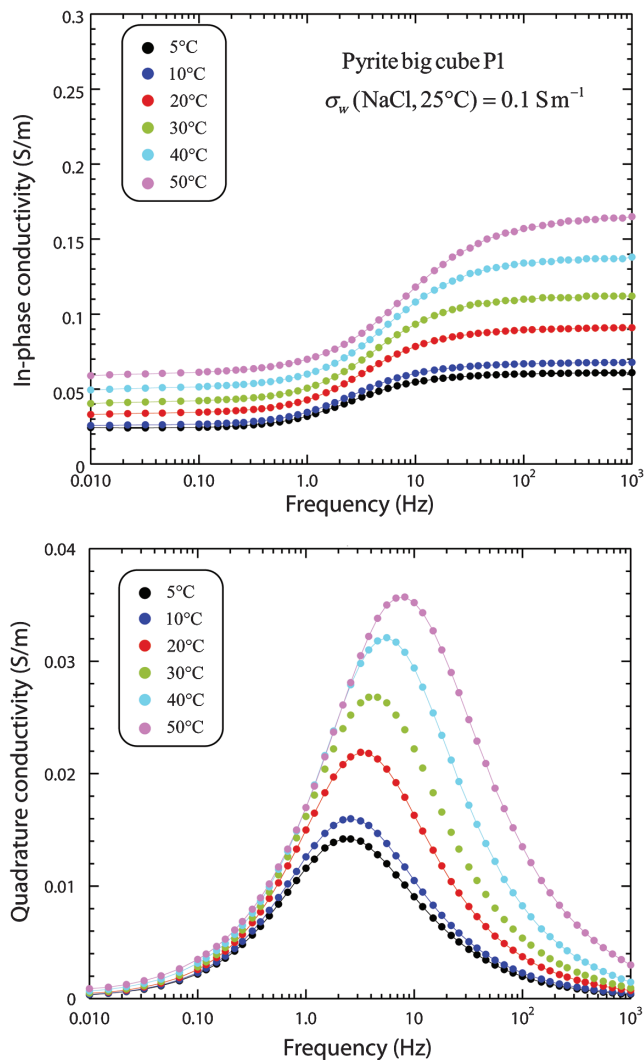 0.3
0.25
0.2
0.15
0.1
0.05
0
In-phase conductivity (S/m)
5°C
10°C
20°C
30°C
40°C
50°C
Pyrite big cube P1
σw (NaCl, 25°C) = 0.1 S m⁻¹
0.010 0.10 1.0 10 10² 10³
Frequency (Hz)
0.04
0.03
0.02
0.01
0
Quadrature conductivity (S/m)
5°C
10°C
20°C
30°C
40°C
50°C
0.010 0.10 1.0 10 10² 10³
Frequency (Hz)